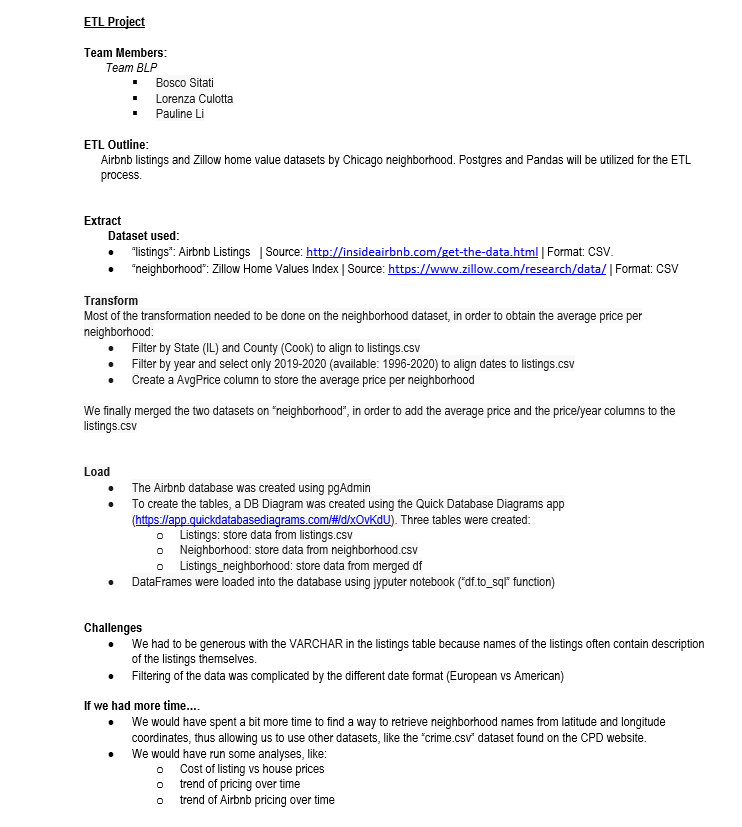 ETL Project
Team Members:
Team BLP
▪ Bosco Sitati
▪ Lorenza Culotta
▪ Pauline Li
ETL Outline:
Airbnb listings and Zillow home value datasets by Chicago neighborhood. Postgres and Pandas will be utilized for the ETL
process.
Extract
Dataset used:
• “listings”: Airbnb Listings | Source: http://insideairbnb.com/get-the-data.html | Format: CSV.
• “neighborhood”: Zillow Home Values Index | Source: https://www.zillow.com/research/data/ | Format: CSV
Transform
Most of the transformation needed to be done on the neighborhood dataset, in order to obtain the average price per
neighborhood:
• Filter by State (IL) and County (Cook) to align to listings.csv
• Filter by year and select only 2019-2020 (available: 1996-2020) to align dates to listings.csv
• Create a AvgPrice column to store the average price per neighborhood
We finally merged the two datasets on “neighborhood”, in order to add the average price and the price/year columns to the
listings.csv
Load
• The Airbnb database was created using pgAdmin
• To create the tables, a DB Diagram was created using the Quick Database Diagrams app
(https://app.quickdatabasediagrams.com/#/d/xOvKdU). Three tables were created:
o Listings: store data from listings.csv
o Neighborhood: store data from neighborhood.csv
o Listings_neighborhood: store data from merged df
• DataFrames were loaded into the database using jyputer notebook (“df.to_sql” function)
Challenges
• We had to be generous with the VARCHAR in the listings table because names of the listings often contain description
of the listings themselves.
• Filtering of the data was complicated by the different date format (European vs American)
If we had more time….
• We would have spent a bit more time to find a way to retrieve neighborhood names from latitude and longitude
coordinates, thus allowing us to use other datasets, like the “crime.csv” dataset found on the CPD website.
• We would have run some analyses, like:
o Cost of listing vs house prices
o trend of pricing over time
o trend of Airbnb pricing over time